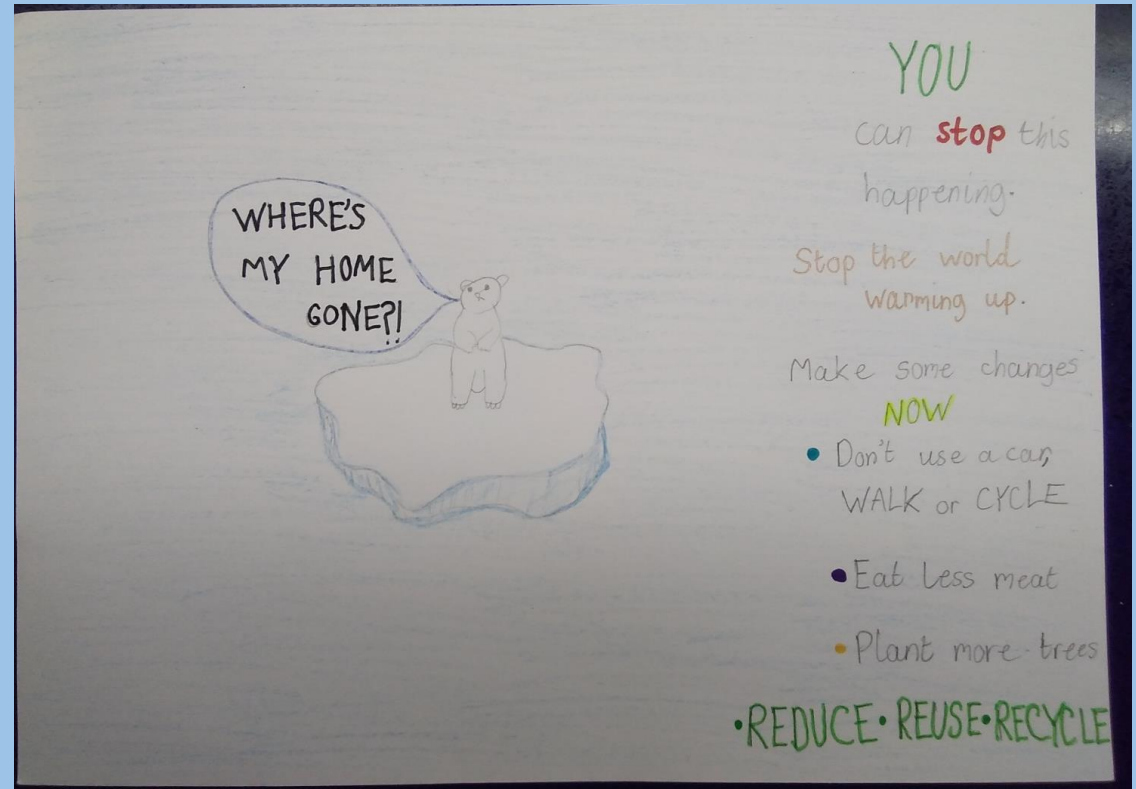 WHERE'S
MY HOME
GONE?!
YOU
can stop this
happening.
Stop the world
warming up.
Make some changes
NOW
• Don't use a car,
WALK or CYCLE
• Eat less meat
• Plant more trees
• REDUCE • REUSE • RECYCLE